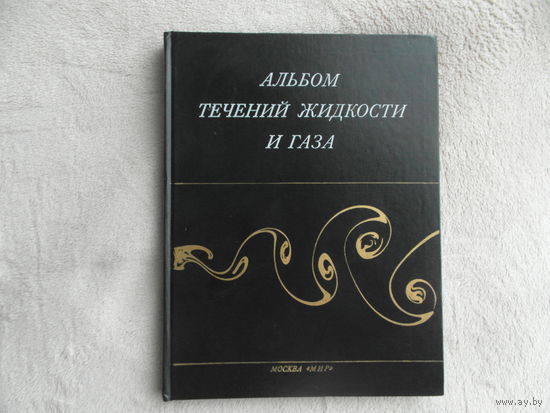 АЛЬБОМ
ТЕЧЕНИЙ ЖИДКОСТИ
И ГАЗА
МОСКВА «МИР»
www.ay.by